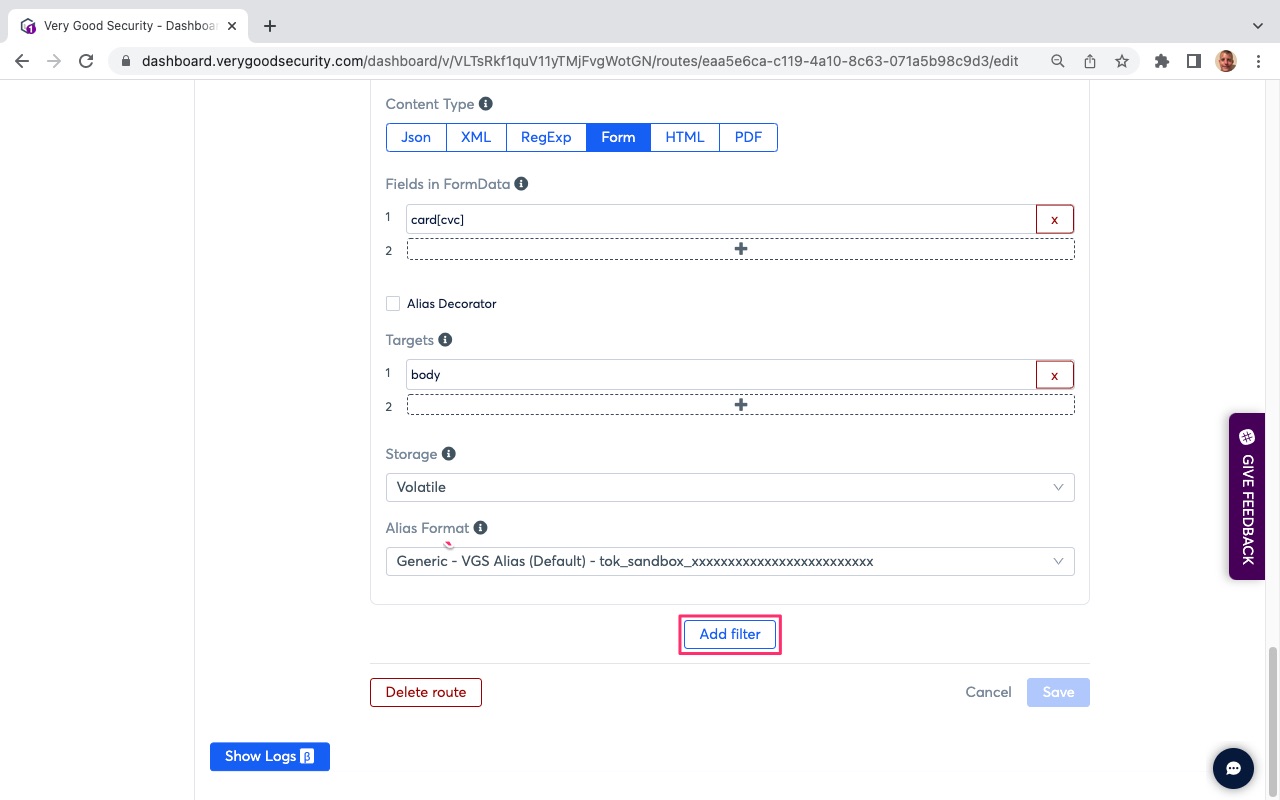 Very Good Security - Dashboa
dashboard.verygoodsecurity.com/dashboard/v/VLTsRkf1quV11yTMjFvgWotGN/routes/eaa5e6ca-c119-4a10-8c63-071a5b98c9d3/edit
Content Type
Json XML RegExp Form HTML PDF
Fields in FormData
1 card[cvc] x
2 +
Alias Decorator
Targets
1 body x
2 +
Storage
Volatile
Alias Format
Generic - VGS Alias (Default) - tok_sandbox_xxxxxxxxxxxxxxxxxxxxxxxxx
Add filter
Delete route Cancel Save
Show Logs β
GIVE FEEDBACK